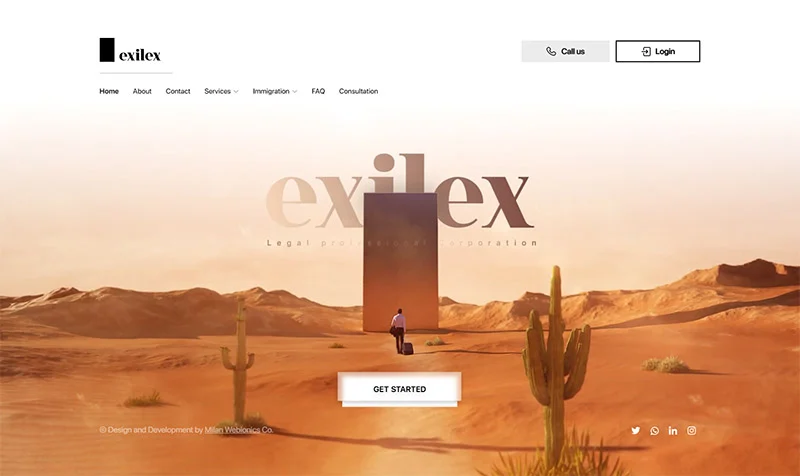 exilex
Call us
Login
Home About Contact Services Immigration FAQ Consultation
exilex
Legal professional Corporation
GET STARTED
© Design and Development by Milan Webionics Co.